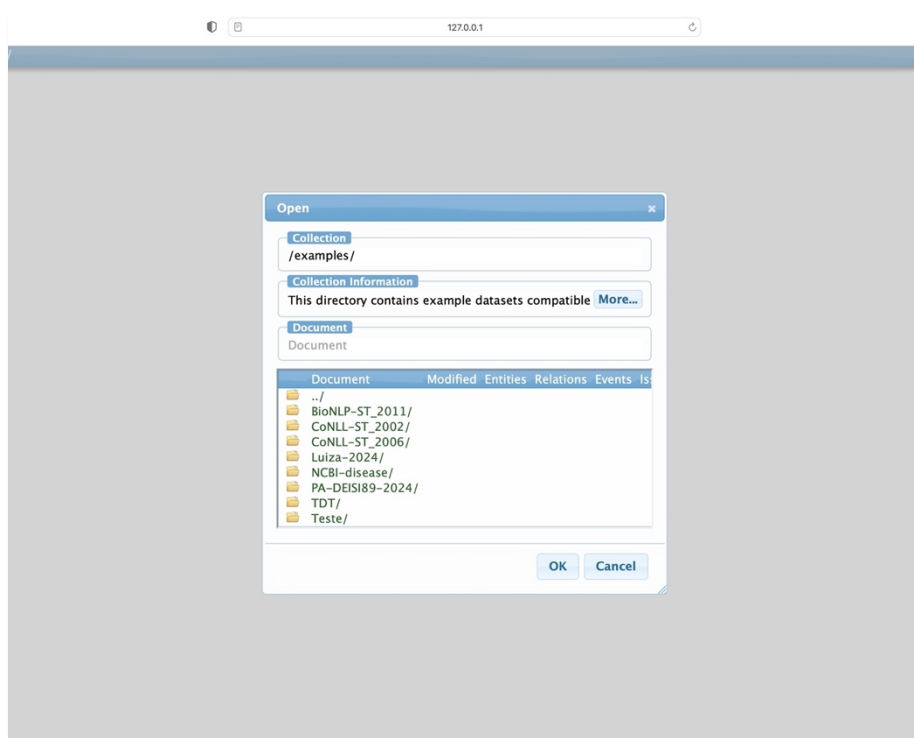 127.0.0.1
Open
Collection
/examples/
Collection Information
This directory contains example datasets compatible More...
Document
Document
Document Modified Entities Relations Events Is
../
BioNLP-ST_2011/
CoNLL-ST_2002/
CoNLL-ST_2006/
Luiza-2024/
NCBI-disease/
PA-DEISI89-2024/
TDT/
Teste/
OK Cancel